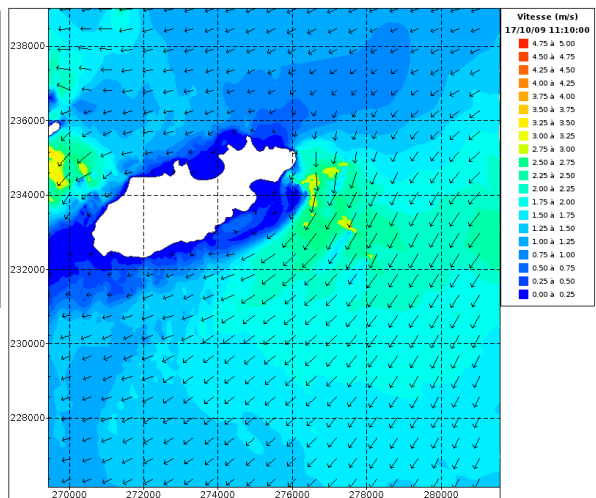 Vitesse (m/s)
17/10/09 11:10:00
4.75 à 5.00
4.50 à 4.75
4.25 à 4.50
4.00 à 4.25
3.75 à 4.00
3.50 à 3.75
3.25 à 3.50
3.00 à 3.25
2.75 à 3.00
2.50 à 2.75
2.25 à 2.50
2.00 à 2.25
1.75 à 2.00
1.50 à 1.75
1.25 à 1.50
1.00 à 1.25
0.75 à 1.00
0.50 à 0.75
0.25 à 0.50
0.00 à 0.25
238000
236000
234000
232000
230000
228000
270000 272000 274000 276000 278000 280000